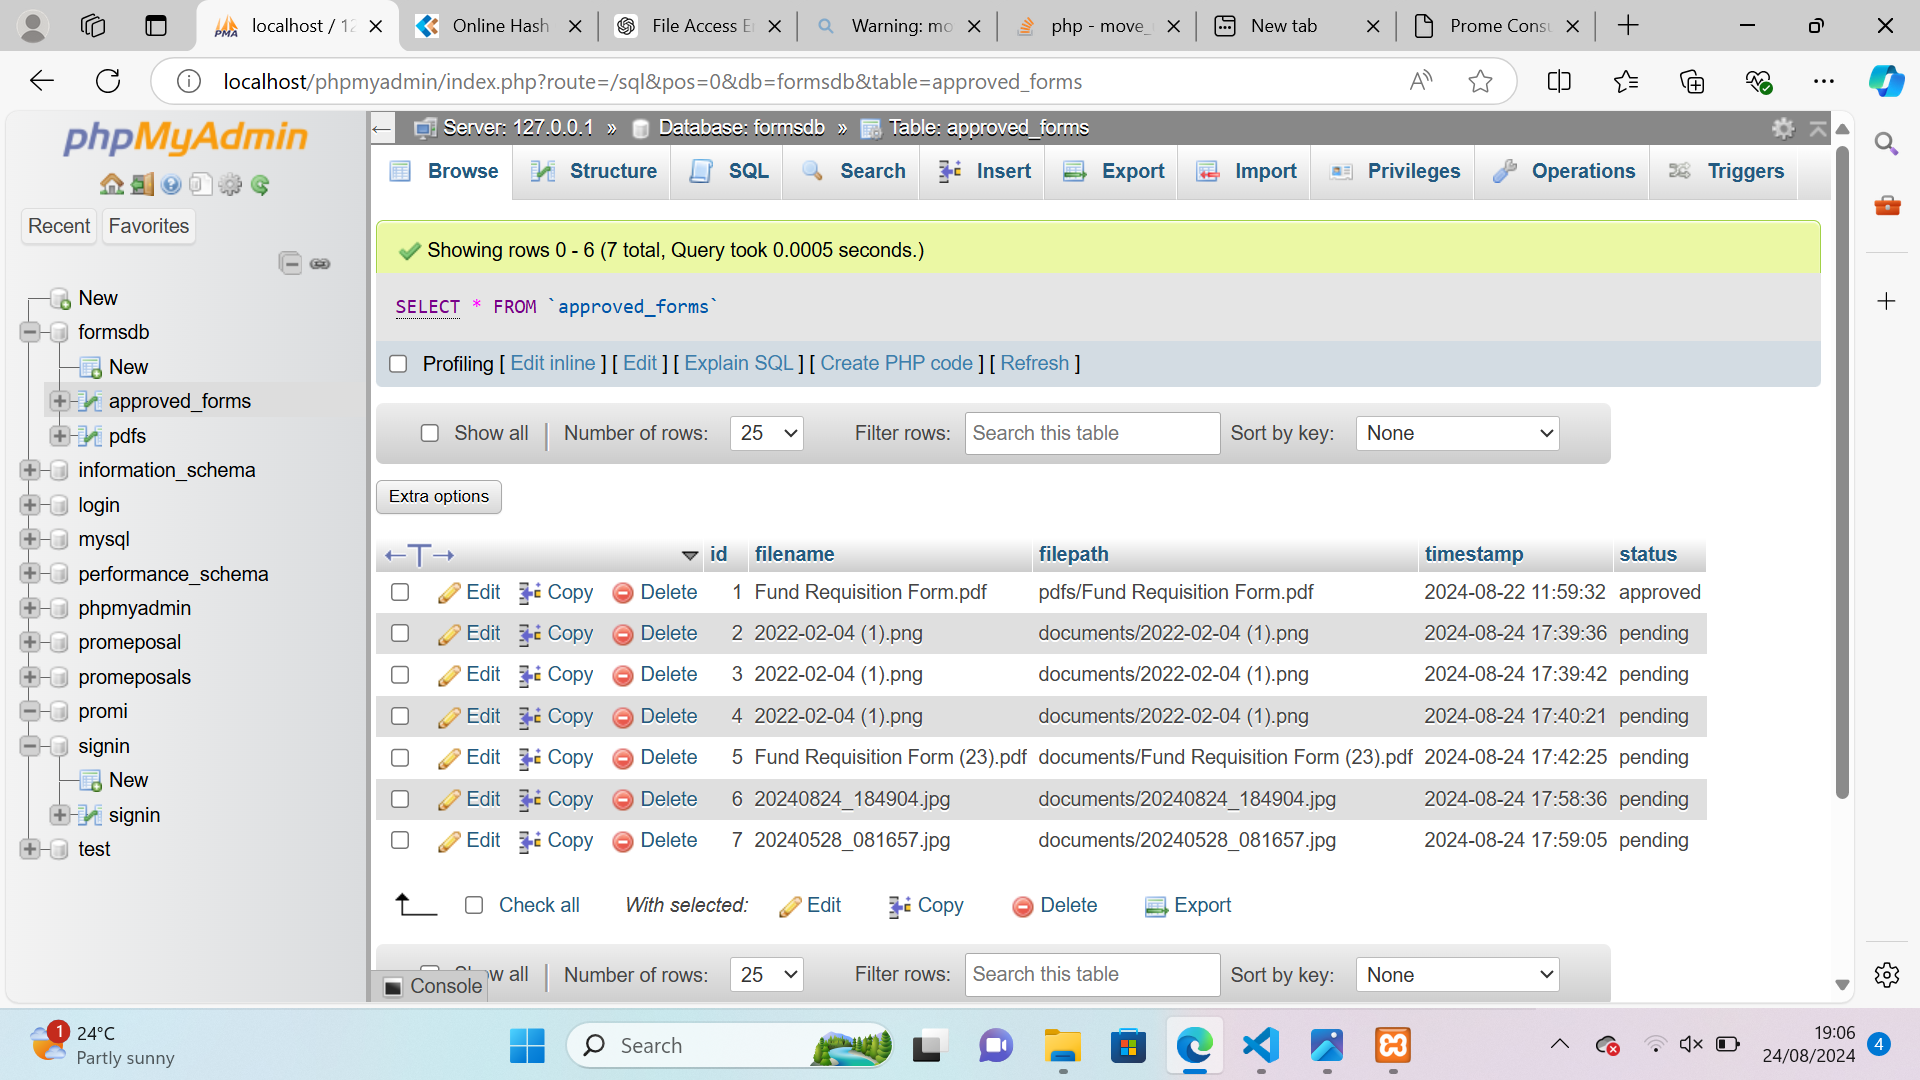 localhost / 12
Online Hash
File Access E
Warning: mo
php - move_
New tab
Prome Cons
localhost/phpmyadmin/index.php?route=/sql&pos=0&db=formsdb&table=approved_forms
phpMyAdmin
Recent
Favorites
New
formsdb
New
approved_forms
pdfs
information_schema
login
mysql
performance_schema
phpmyadmin
promeposal
promeposals
promi
signin
New
signin
test
Server: 127.0.0.1 » Database: formsdb » Table: approved_forms
Browse Structure SQL Search Insert Export Import Privileges Operations Triggers
Showing rows 0 - 6 (7 total, Query took 0.0005 seconds.)
SELECT * FROM `approved_forms`
Profiling [ Edit inline ] [ Edit ] [ Explain SQL ] [ Create PHP code ] [ Refresh ]
Show all | Number of rows: 25 Filter rows: Search this table Sort by key: None
Extra options
id filename filepath timestamp status
Edit Copy Delete 1 Fund Requisition Form.pdf pdfs/Fund Requisition Form.pdf 2024-08-22 11:59:32 approved
Edit Copy Delete 2 2022-02-04 (1).png documents/2022-02-04 (1).png 2024-08-24 17:39:36 pending
Edit Copy Delete 3 2022-02-04 (1).png documents/2022-02-04 (1).png 2024-08-24 17:39:42 pending
Edit Copy Delete 4 2022-02-04 (1).png documents/2022-02-04 (1).png 2024-08-24 17:40:21 pending
Edit Copy Delete 5 Fund Requisition Form (23).pdf documents/Fund Requisition Form (23).pdf 2024-08-24 17:42:25 pending
Edit Copy Delete 6 20240824_184904.jpg documents/20240824_184904.jpg 2024-08-24 17:58:36 pending
Edit Copy Delete 7 20240528_081657.jpg documents/20240528_081657.jpg 2024-08-24 17:59:05 pending
Check all With selected: Edit Copy Delete Export
Show all | Number of rows: 25 Filter rows: Search this table Sort by key: None
Console
1
24°C
Partly sunny
Search
19:06
24/08/2024
4